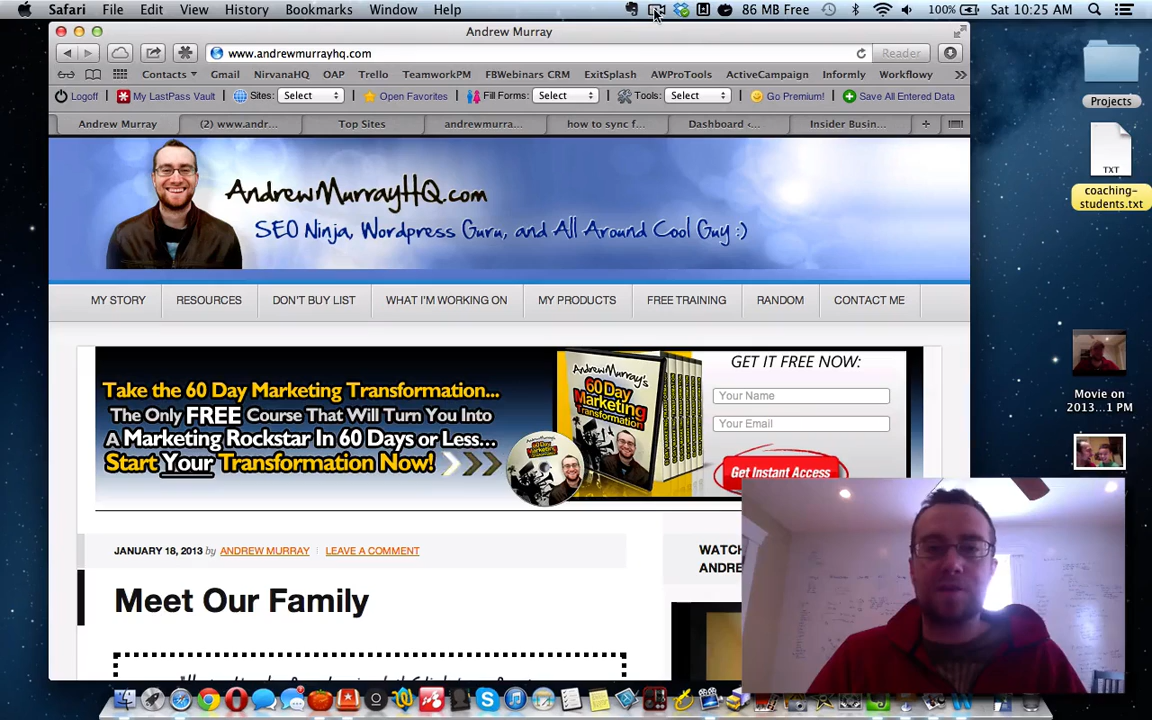 Safari File Edit View History Bookmarks Window Help 86 MB Free 100% Sat 10:25 AM
Andrew Murray
www.andrewmurrayhq.com Reader
Contacts Gmail NirvanaHQ OAP Trello TeamworkPM FBWebinars CRM ExitSplash AWProTools ActiveCampaign Informly Workflowy
Logoff My LastPass Vault Sites: Select Open Favorites Fill Forms: Select Tools: Select Go Premium! Save All Entered Data
Andrew Murray (2) www.andr... Top Sites andrewmurra... how to sync f... Dashboard <... Insider Busin...
Projects
TXT
coaching-
students.txt
AndrewMurrayHQ.com
SEO Ninja, Wordpress Guru, and All Around Cool Guy :)
MY STORY RESOURCES DON'T BUY LIST WHAT I'M WORKING ON MY PRODUCTS FREE TRAINING RANDOM CONTACT ME
Take the 60 Day Marketing Transformation...
The Only FREE Course That Will Turn You Into
A Marketing Rockstar In 60 Days or Less...
Start Your Transformation Now!
Andrew Murray's
60 Day
Marketing
Transformation
GET IT FREE NOW:
Your Name
Your Email
Get Instant Access
Movie on
2013...1 PM
JANUARY 18, 2013 by ANDREW MURRAY LEAVE A COMMENT
WATCH
ANDRE
Meet Our Family